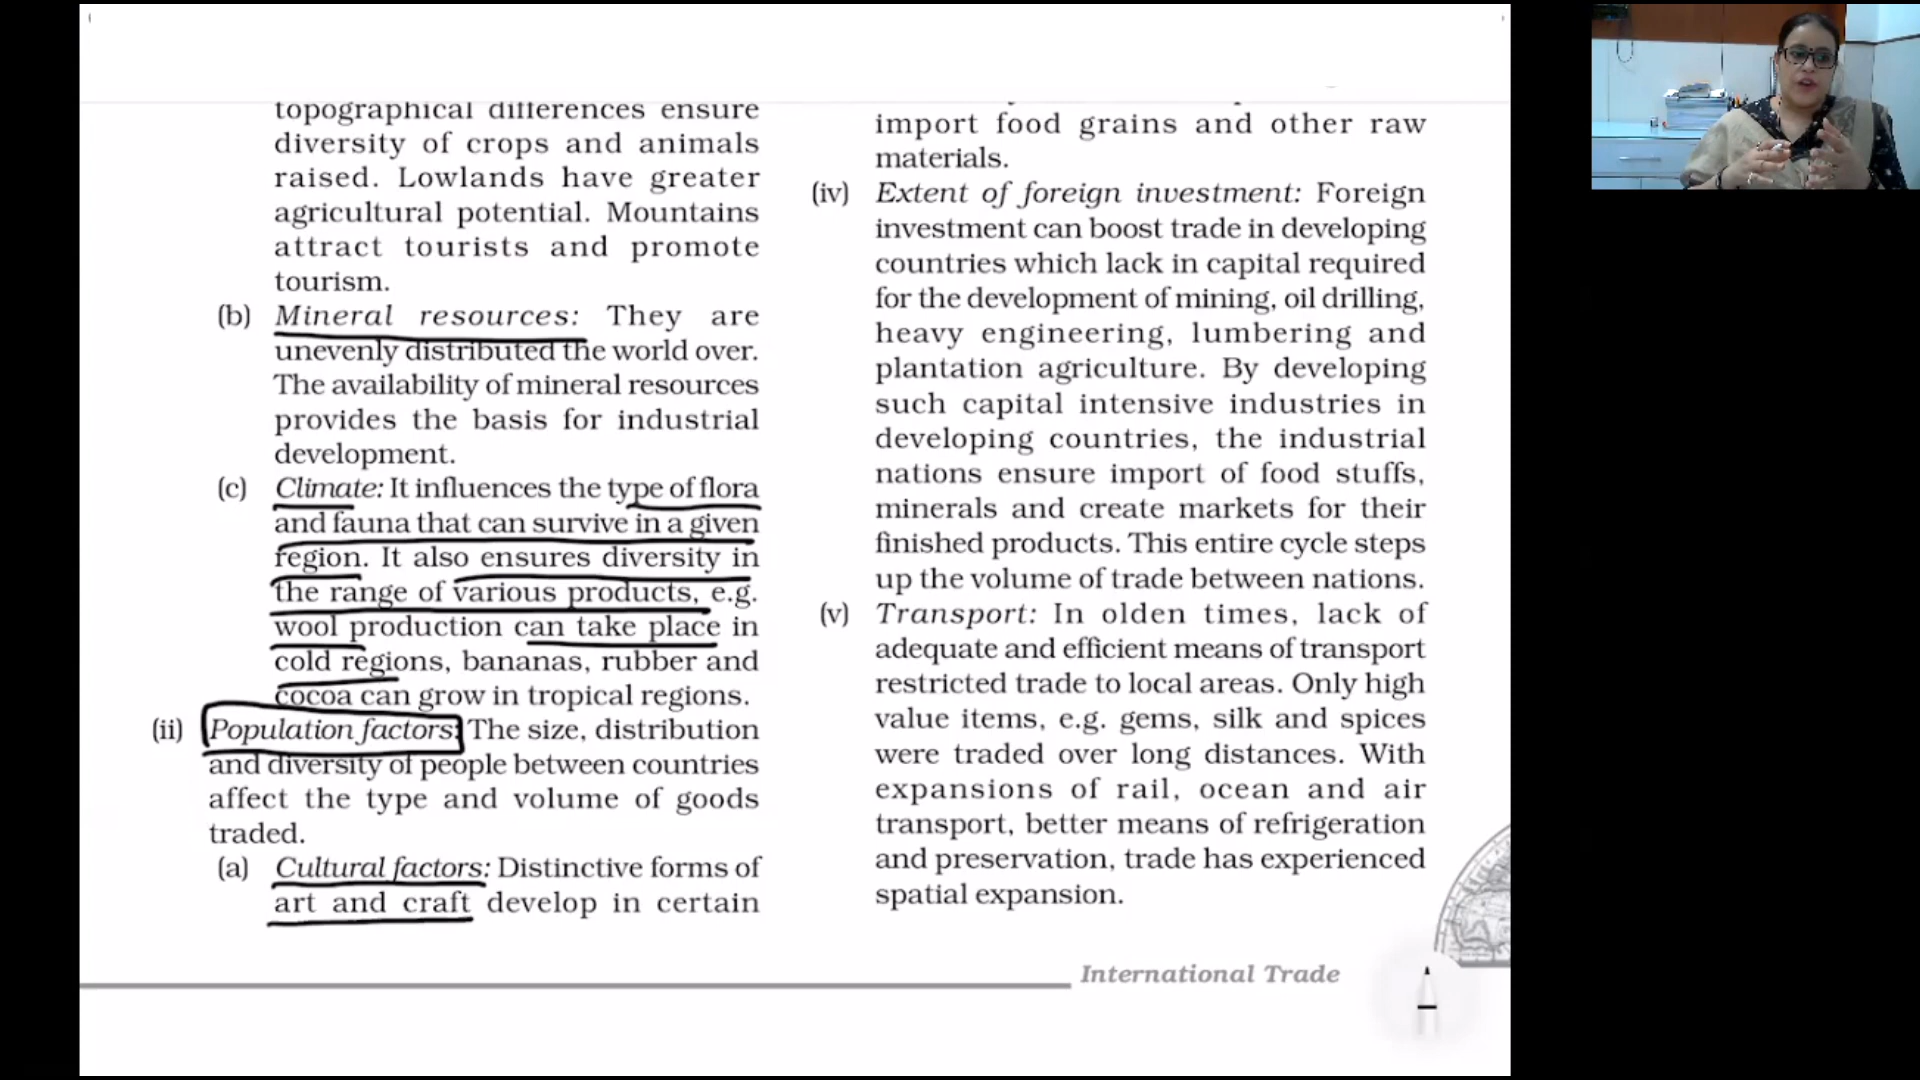 topographical differences ensure
diversity of crops and animals
raised. Lowlands have greater
agricultural potential. Mountains
attract tourists and promote
tourism.
(b) Mineral resources: They are
unevenly distributed the world over.
The availability of mineral resources
provides the basis for industrial
development.
(c) Climate: It influences the type of flora
and fauna that can survive in a given
region. It also ensures diversity in
the range of various products, e.g.
wool production can take place in
cold regions, bananas, rubber and
cocoa can grow in tropical regions.
(ii) Population factors: The size, distribution
and diversity of people between countries
affect the type and volume of goods
traded.
(a) Cultural factors: Distinctive forms of
art and craft develop in certain
import food grains and other raw
materials.
(iv) Extent of foreign investment: Foreign
investment can boost trade in developing
countries which lack in capital required
for the development of mining, oil drilling,
heavy engineering, lumbering and
plantation agriculture. By developing
such capital intensive industries in
developing countries, the industrial
nations ensure import of food stuffs,
minerals and create markets for their
finished products. This entire cycle steps
up the volume of trade between nations.
(v) Transport: In olden times, lack of
adequate and efficient means of transport
restricted trade to local areas. Only high
value items, e.g. gems, silk and spices
were traded over long distances. With
expansions of rail, ocean and air
transport, better means of refrigeration
and preservation, trade has experienced
spatial expansion.
International Trade